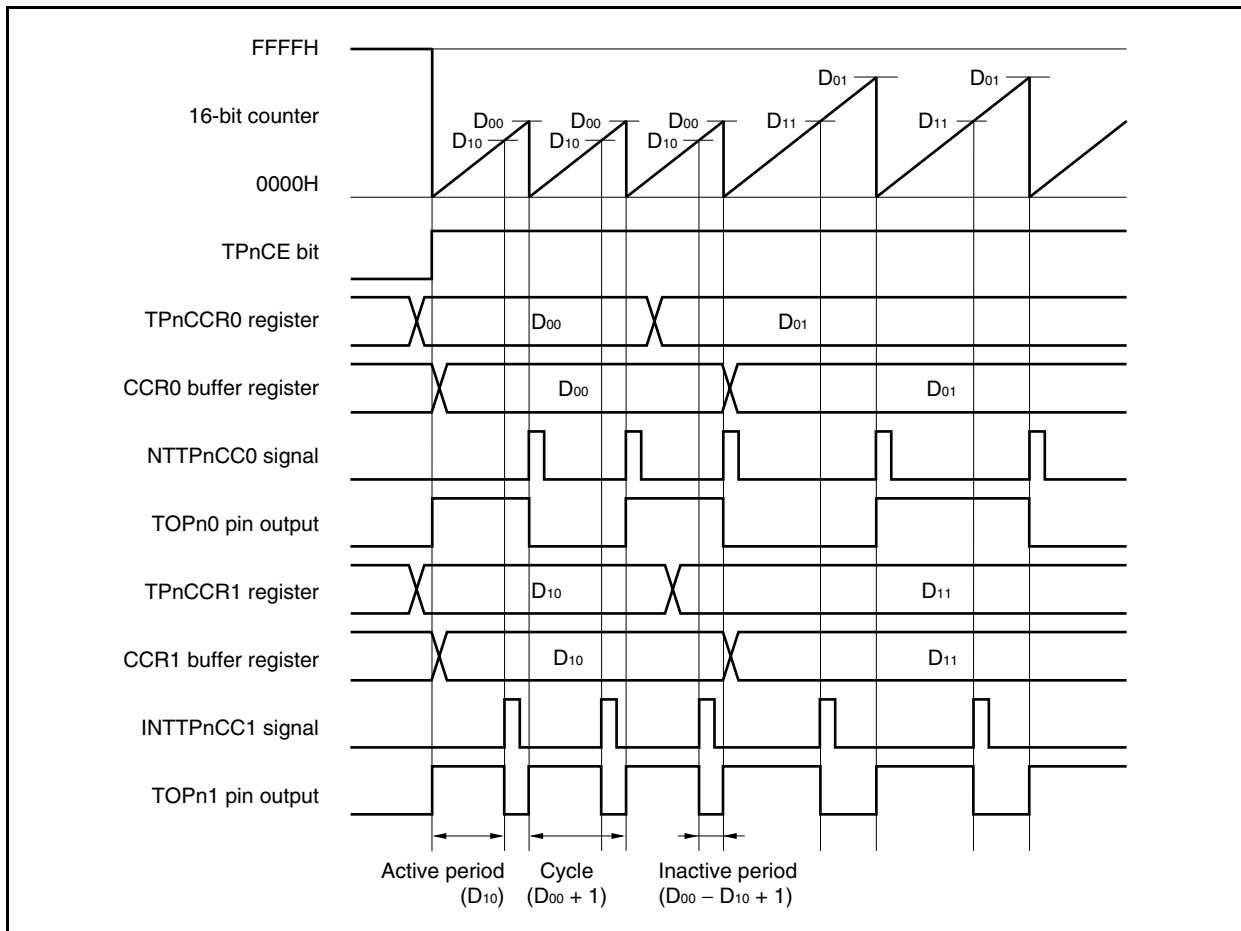 FFFFH
D01 D01
16-bit counter D00 D00 D00 D11 D11
D10 D10 D10
0000H
TPnCE bit
TPnCCR0 register D00 D01
CCR0 buffer register D00 D01
NTTPnCC0 signal
TOPn0 pin output
TPnCCR1 register D10 D11
CCR1 buffer register D10 D11
INTTPnCC1 signal
TOPn1 pin output
Active period Cycle Inactive period
(D10) (D00 + 1) (D00 – D10 + 1)